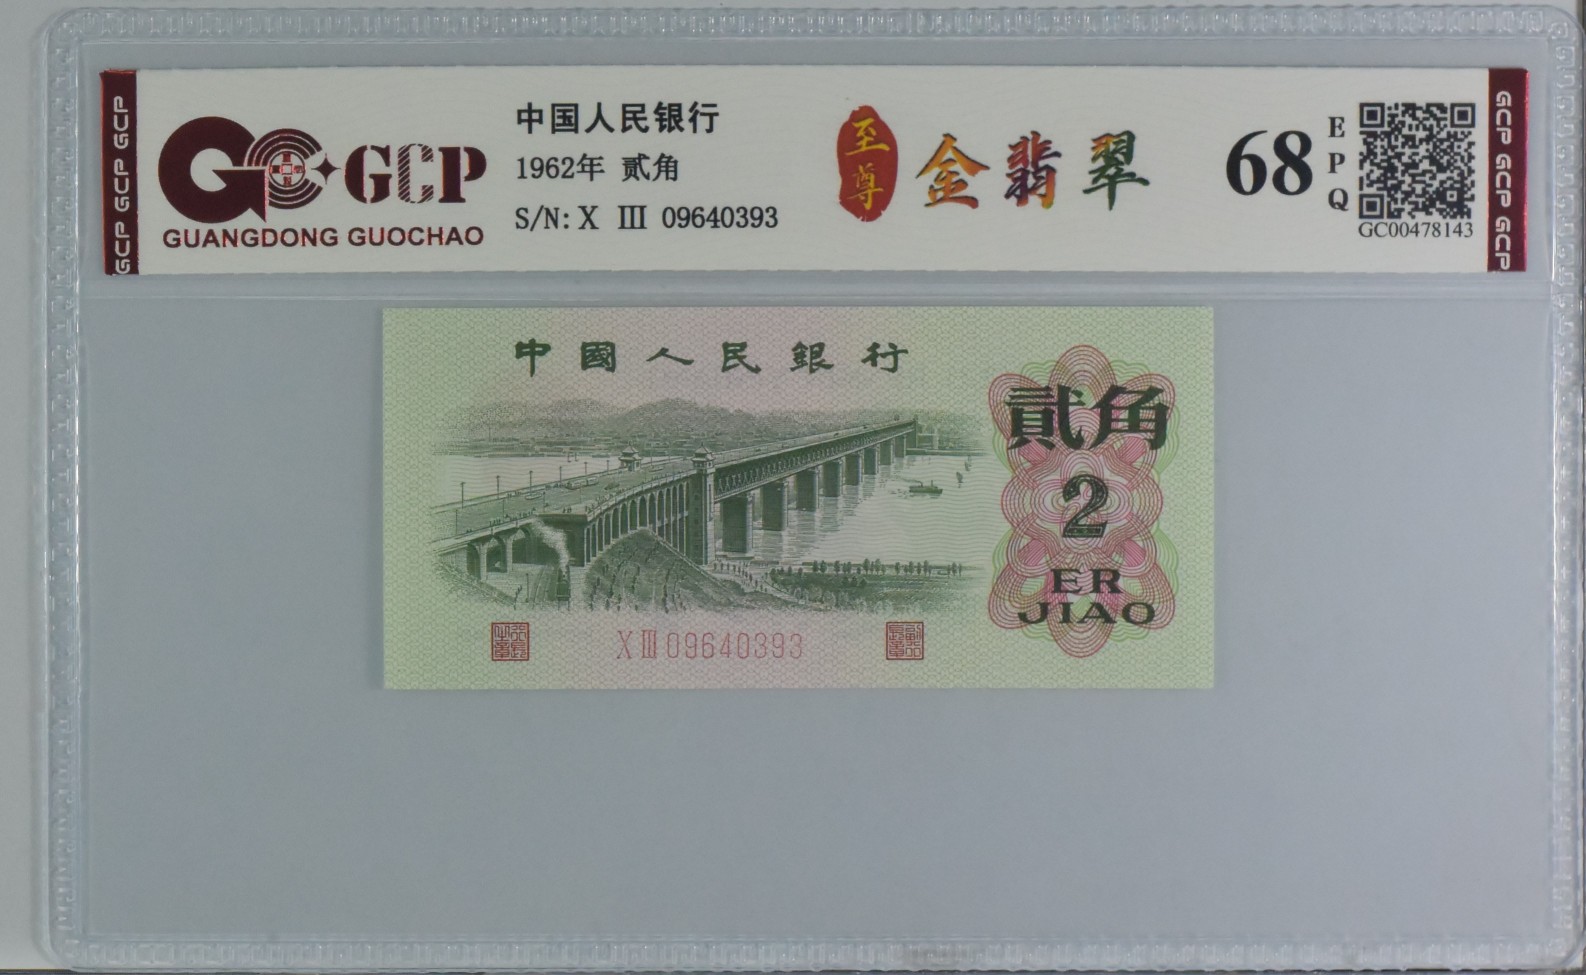 GCP GCP GCP
GCP
GUANGDONG GUOCHAO
中国人民银行
1962年 贰角
S/N: X Ⅲ 09640393
至尊
金翡翠
68
EPQ
GC00478143
GCP GCP GCP
中國人民銀行
貳角
2
ER
JIAO
X Ⅲ 09640393